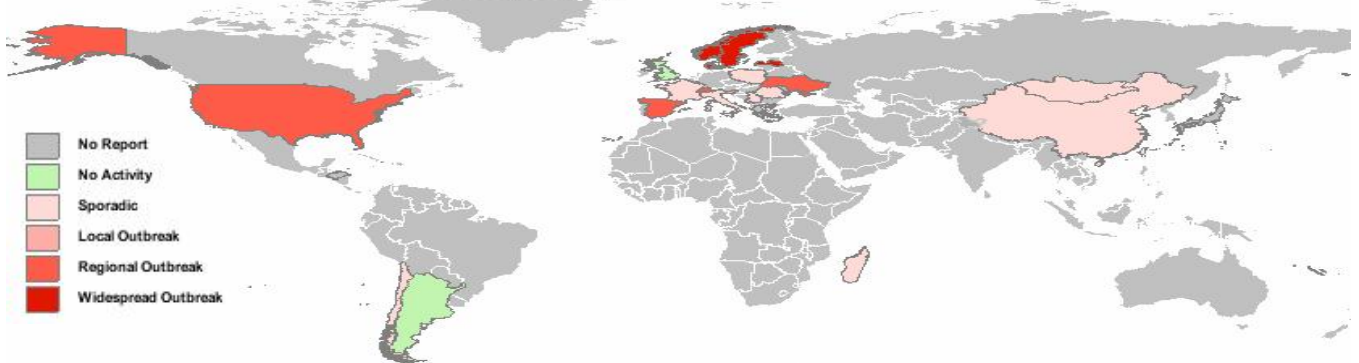 No Report
No Activity
Sporadic
Local Outbreak
Regional Outbreak
Widespread Outbreak